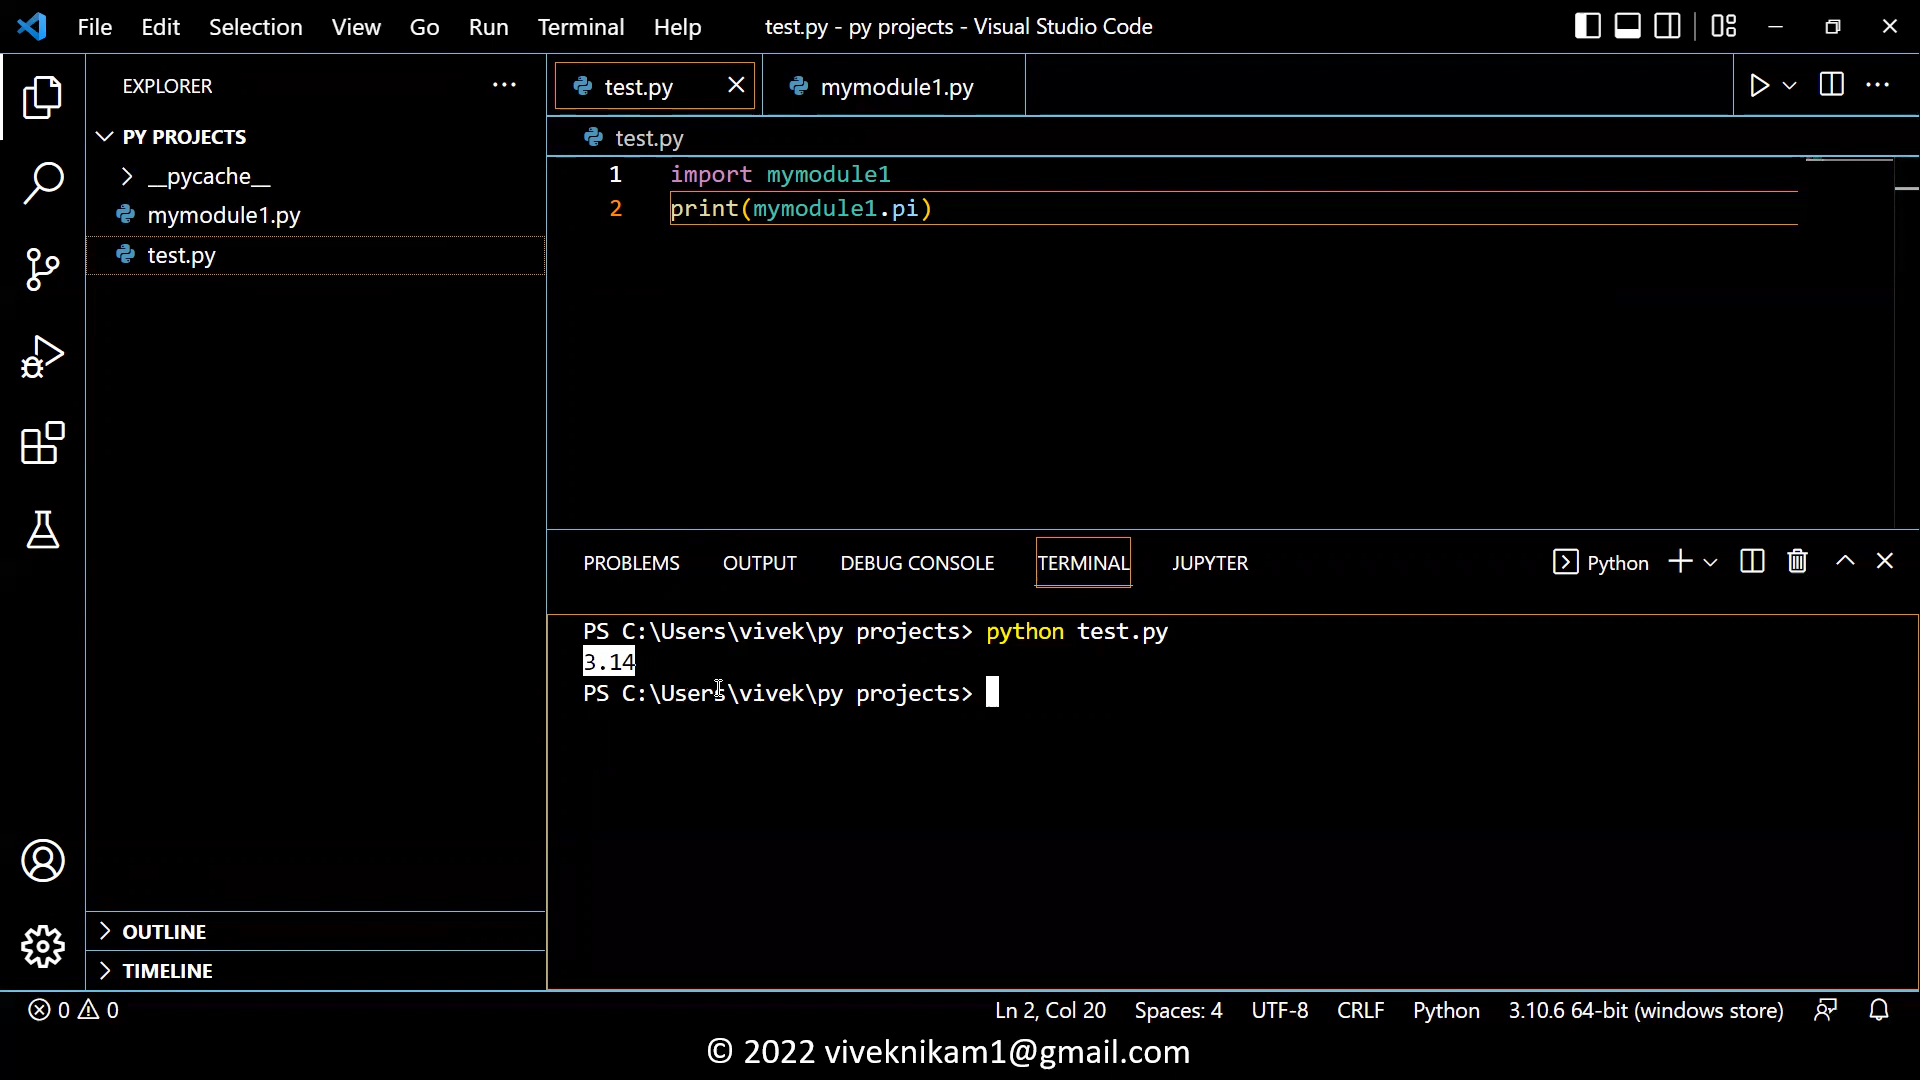 File Edit Selection View Go Run Terminal Help test.py - py projects - Visual Studio Code
EXPLORER
PY PROJECTS
__pycache__
mymodule1.py
test.py
OUTLINE
TIMELINE
test.py mymodule1.py
test.py
1 import mymodule1
2 print(mymodule1.pi)
PROBLEMS OUTPUT DEBUG CONSOLE TERMINAL JUPYTER Python
PS C:\Users\vivek\py projects> python test.py
3.14
PS C:\Users\vivek\py projects>
0 0 Ln 2, Col 20 Spaces: 4 UTF-8 CRLF Python 3.10.6 64-bit (windows store)
© 2022 viveknikam1@gmail.com